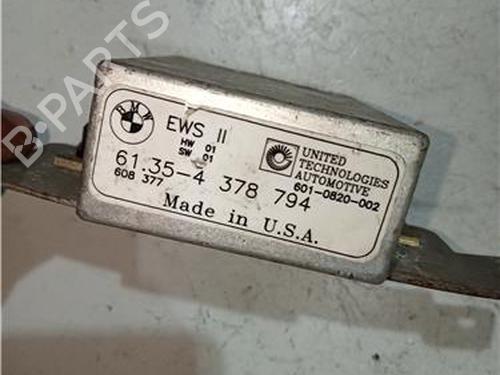 BMW
EWS II
HW 01
SW 01
UNITED
TECHNOLOGIES
AUTOMOTIVE
601-0820-002
61.35-4 378 794
608 377
Made in U.S.A.
B-PARTS